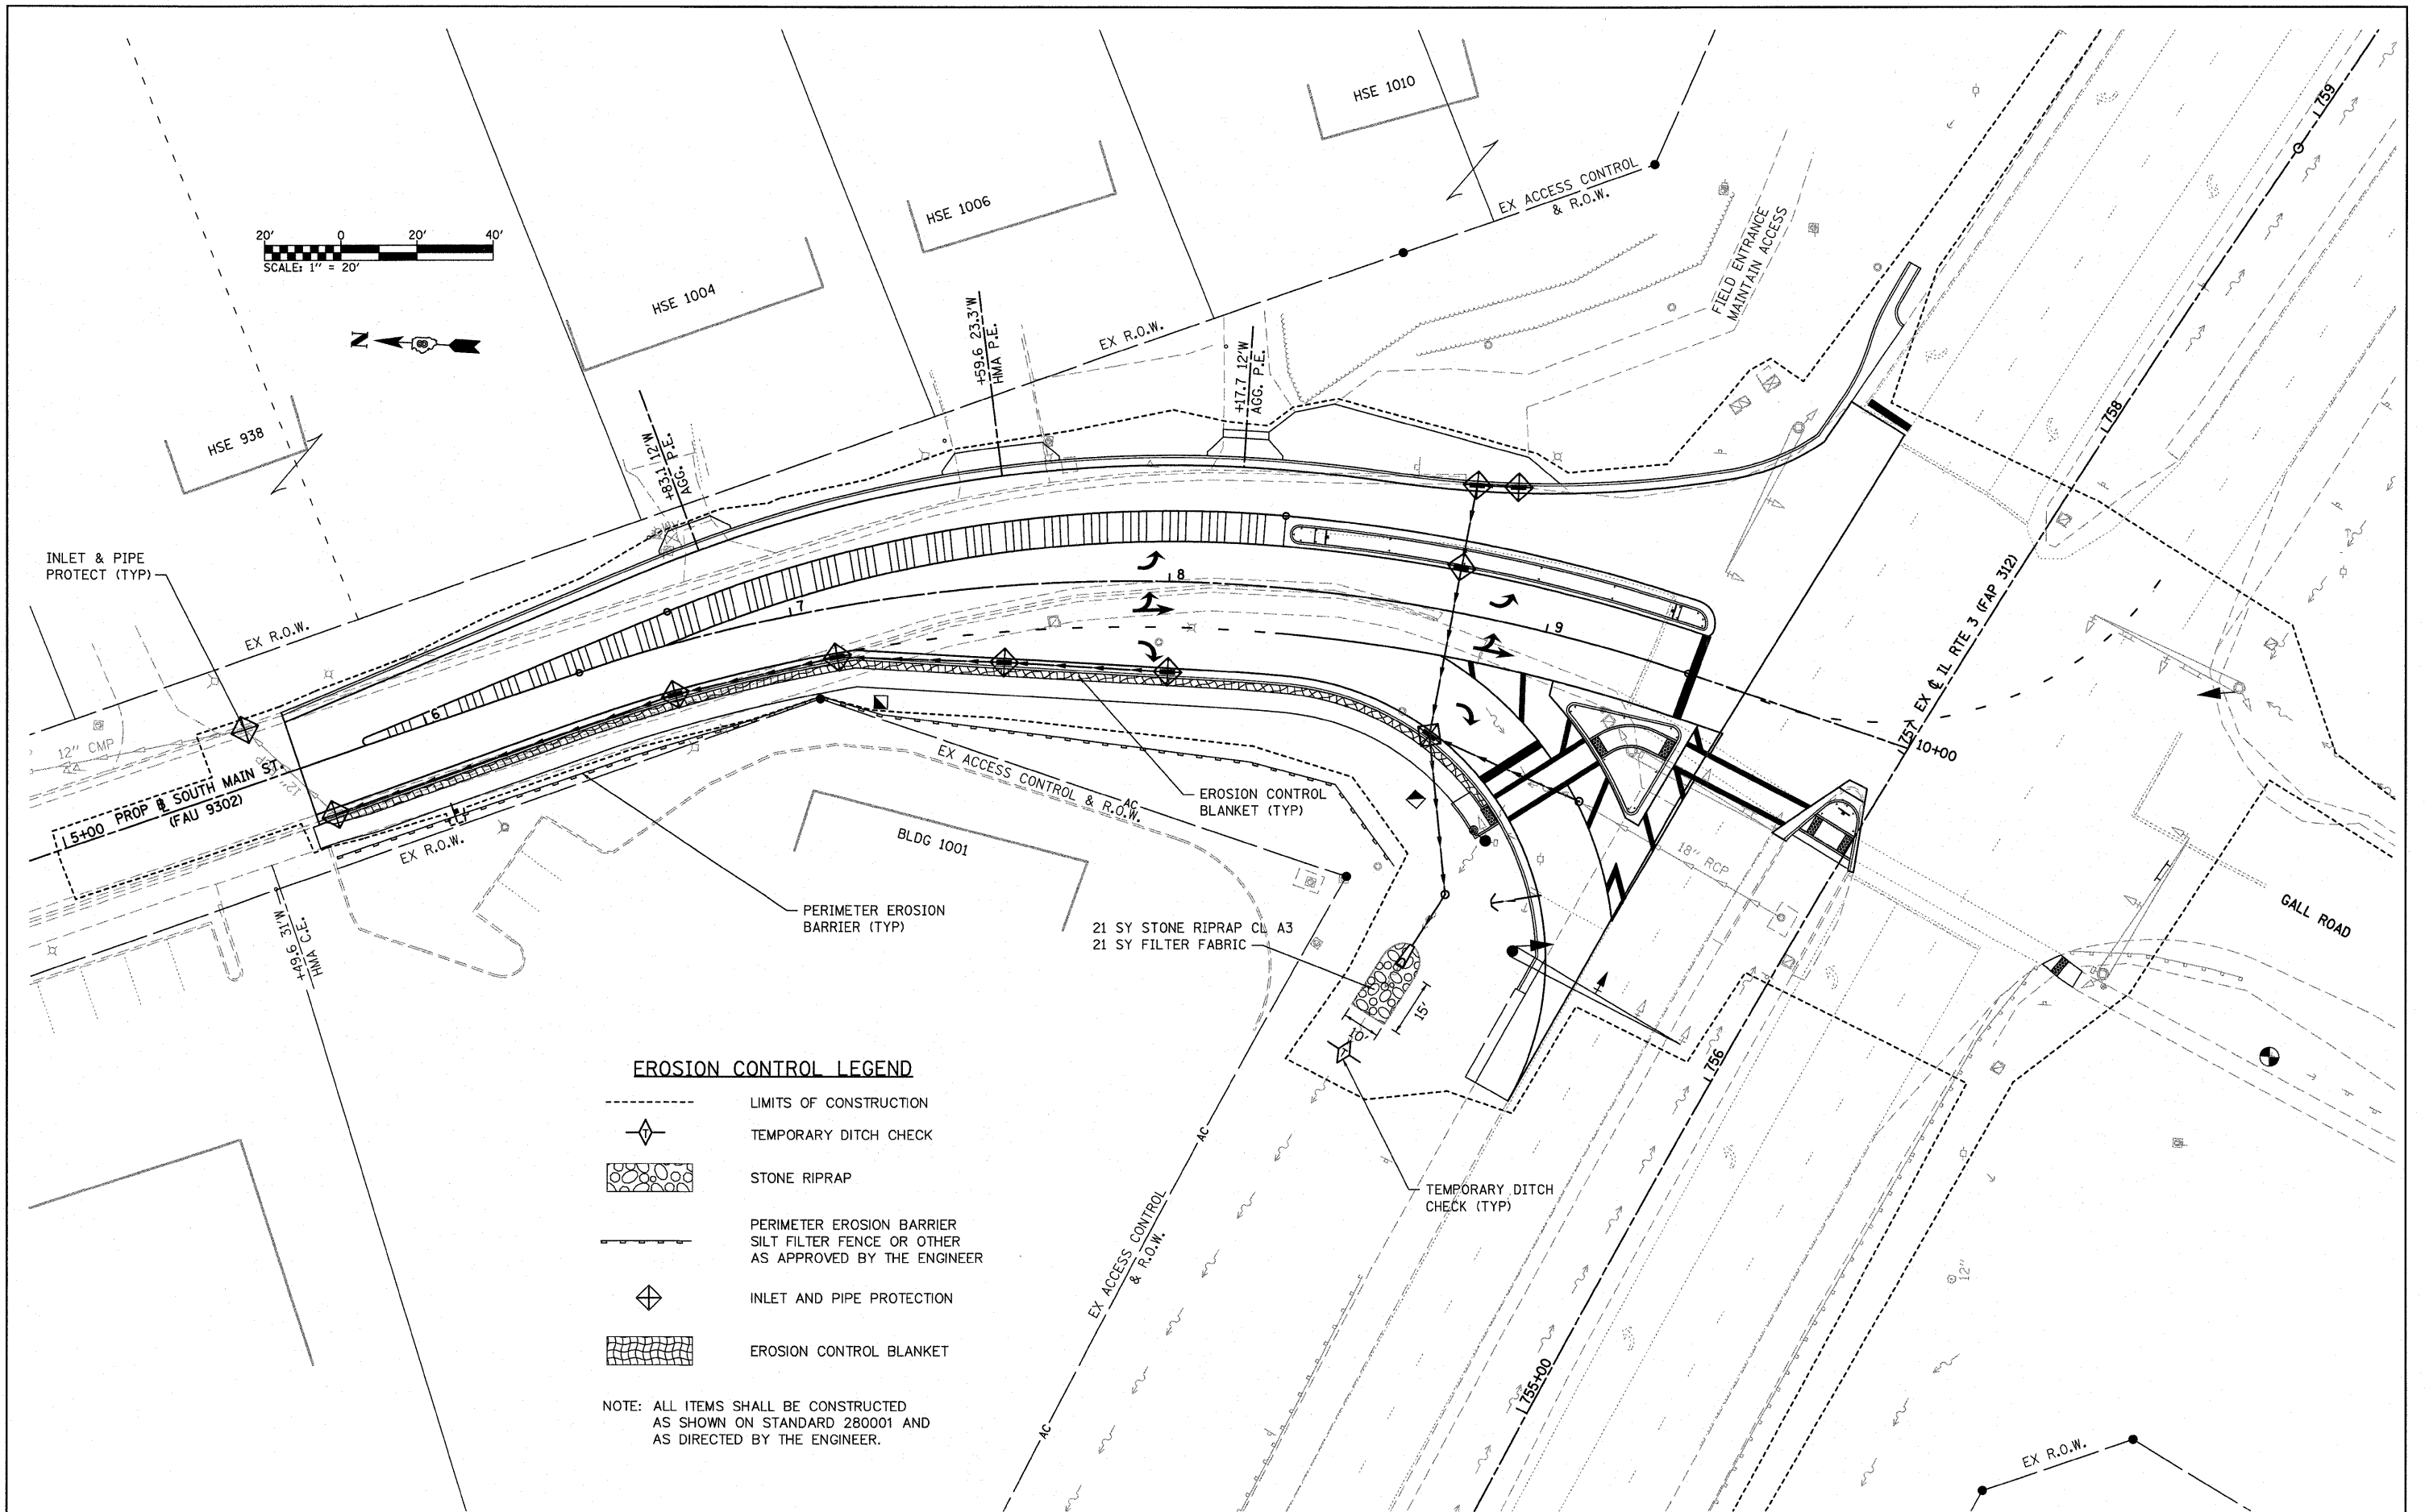 HSE 1010
759
EX ACCESS CONTROL
& R.O.W.
HSE 1006
FIELD ENTRANCE
MAINTAIN ACCESS
20' 0 20' 40'
SCALE: 1" = 20'
HSE 1004
N
+59.6 23.3'W
HMA P.E.
EX R.O.W.
+17.7 12'W
AGG. P.E.
HSE 938
+83.1 12'W
AGG. P.E.
758
INLET & PIPE
PROTECT (TYP)
EX R.O.W.
8
7
9
6
757 EX ℄ IL RTE 3 (FAP 312)
10+00
12" CMP
5+00 PROP ⅊ SOUTH MAIN ST.
(FAU 9302)
EX ACCESS CONTROL & R.O.W.
AC
EROSION CONTROL
BLANKET (TYP)
BLDG 1001
EX R.O.W.
18" RCP
+49.6 31'W
HMA C.E.
PERIMETER EROSION
BARRIER (TYP)
21 SY STONE RIPRAP CL A3
21 SY FILTER FABRIC
GALL ROAD
15'
10'
T
756
EROSION CONTROL LEGEND
LIMITS OF CONSTRUCTION
T
TEMPORARY DITCH CHECK
STONE RIPRAP
PERIMETER EROSION BARRIER
SILT FILTER FENCE OR OTHER
AS APPROVED BY THE ENGINEER
INLET AND PIPE PROTECTION
EROSION CONTROL BLANKET
NOTE: ALL ITEMS SHALL BE CONSTRUCTED
AS SHOWN ON STANDARD 280001 AND
AS DIRECTED BY THE ENGINEER.
AC
TEMPORARY DITCH
CHECK (TYP)
EX ACCESS CONTROL
& R.O.W.
12"
755+00
AC
EX R.O.W.